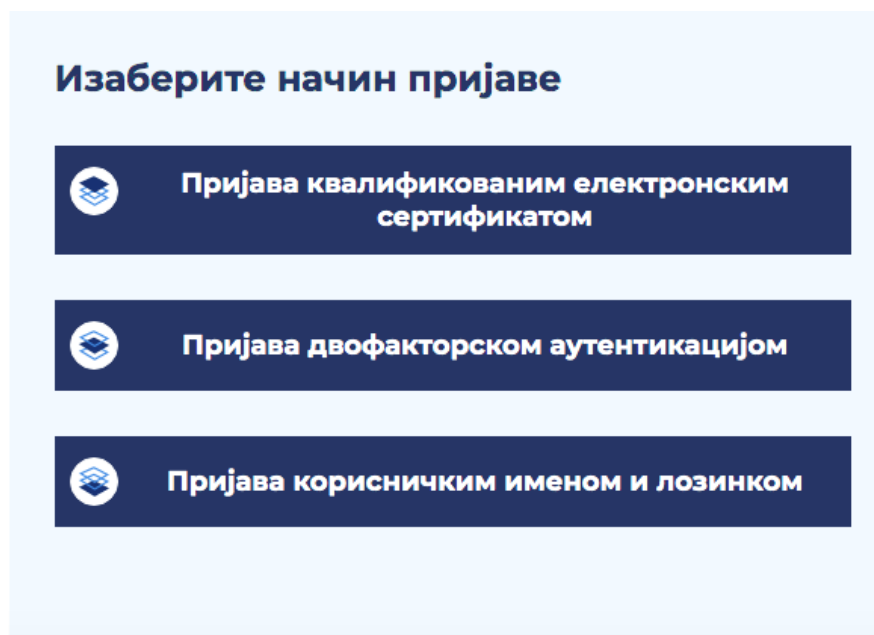 Изаберите начин пријаве
Пријава квалификованим електронским
сертификатом
Пријава двофакторском аутентикацијом
Пријава корисничким именом и лозинком